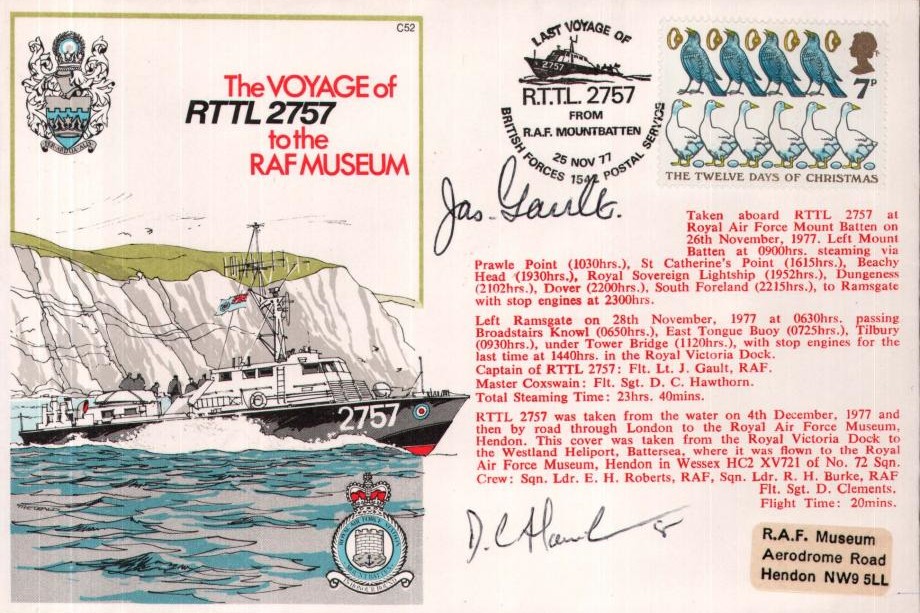 C52
The VOYAGE of
RTTL 2757
to the
RAF MUSEUM
2757
LAST VOYAGE OF
2757
R.T.T.L. 2757
FROM
R.A.F. MOUNTBATTEN
25 NOV 77
BRITISH FORCES 1542 POSTAL SERVICE
7P
THE TWELVE DAYS OF CHRISTMAS
Jas. Gault.
Taken aboard RTTL 2757 at
Royal Air Force Mount Batten on
26th November, 1977. Left Mount
Batten at 0900hrs. steaming via
Prawle Point (1030hrs.), St Catherine's Point (1615hrs.), Beachy
Head (1930hrs.), Royal Sovereign Lightship (1952hrs.), Dungeness
(2102hrs.), Dover (2200hrs.), South Foreland (2215hrs.), to Ramsgate
with stop engines at 2300hrs.
Left Ramsgate on 28th November, 1977 at 0630hrs. passing
Broadstairs Knowl (0650hrs.), East Tongue Buoy (0725hrs.), Tilbury
(0930hrs.), under Tower Bridge (1120hrs.), with stop engines for the
last time at 1440hrs. in the Royal Victoria Dock.
Captain of RTTL 2757: Flt. Lt. J. Gault, RAF.
Master Coxswain: Flt. Sgt. D. C. Hawthorn.
Total Steaming Time: 23hrs. 40mins.
RTTL 2757 was taken from the water on 4th December, 1977 and
then by road through London to the Royal Air Force Museum,
Hendon. This cover was taken from the Royal Victoria Dock to
the Westland Heliport, Battersea, where it was flown to the Royal
Air Force Museum, Hendon in Wessex HC2 XV721 of No. 72 Sqn.
Crew: Sqn. Ldr. E. H. Roberts, RAF, Sqn. Ldr. R. H. Burke, RAF
Flt. Sgt. D. Clements.
Flight Time: 20mins.
R.A.F. Museum
Aerodrome Road
Hendon NW9 5LL